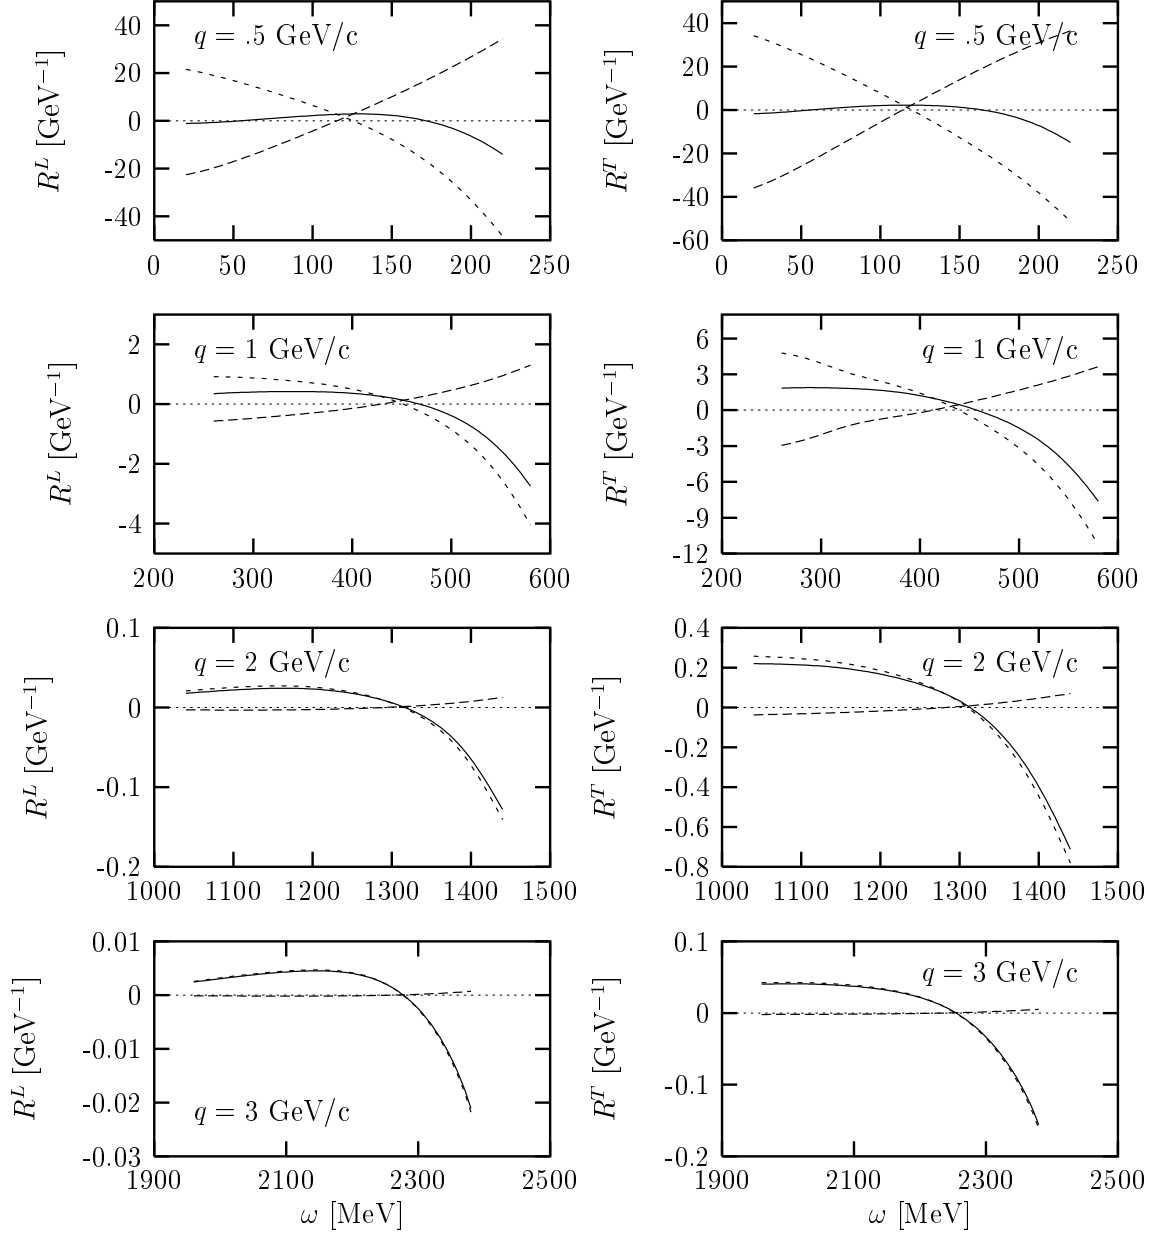 q = .5 GeV/c
R^L [GeV^{-1}]
40
20
0
-20
-40
0 50 100 150 200 250
q = .5 GeV/c
R^T [GeV^{-1}]
40
20
0
-20
-40
-60
0 50 100 150 200 250
q = 1 GeV/c
R^L [GeV^{-1}]
2
0
-2
-4
200 300 400 500 600
q = 1 GeV/c
R^T [GeV^{-1}]
6
3
0
-3
-6
-9
-12
200 300 400 500 600
q = 2 GeV/c
R^L [GeV^{-1}]
0.1
0
-0.1
-0.2
1000 1100 1200 1300 1400 1500
q = 2 GeV/c
R^T [GeV^{-1}]
0.4
0.2
0
-0.2
-0.4
-0.6
-0.8
1000 1100 1200 1300 1400 1500
q = 3 GeV/c
R^L [GeV^{-1}]
0.01
0
-0.01
-0.02
-0.03
1900 2100 2300 2500
ω [MeV]
q = 3 GeV/c
R^T [GeV^{-1}]
0.1
0
-0.1
-0.2
1900 2100 2300 2500
ω [MeV]